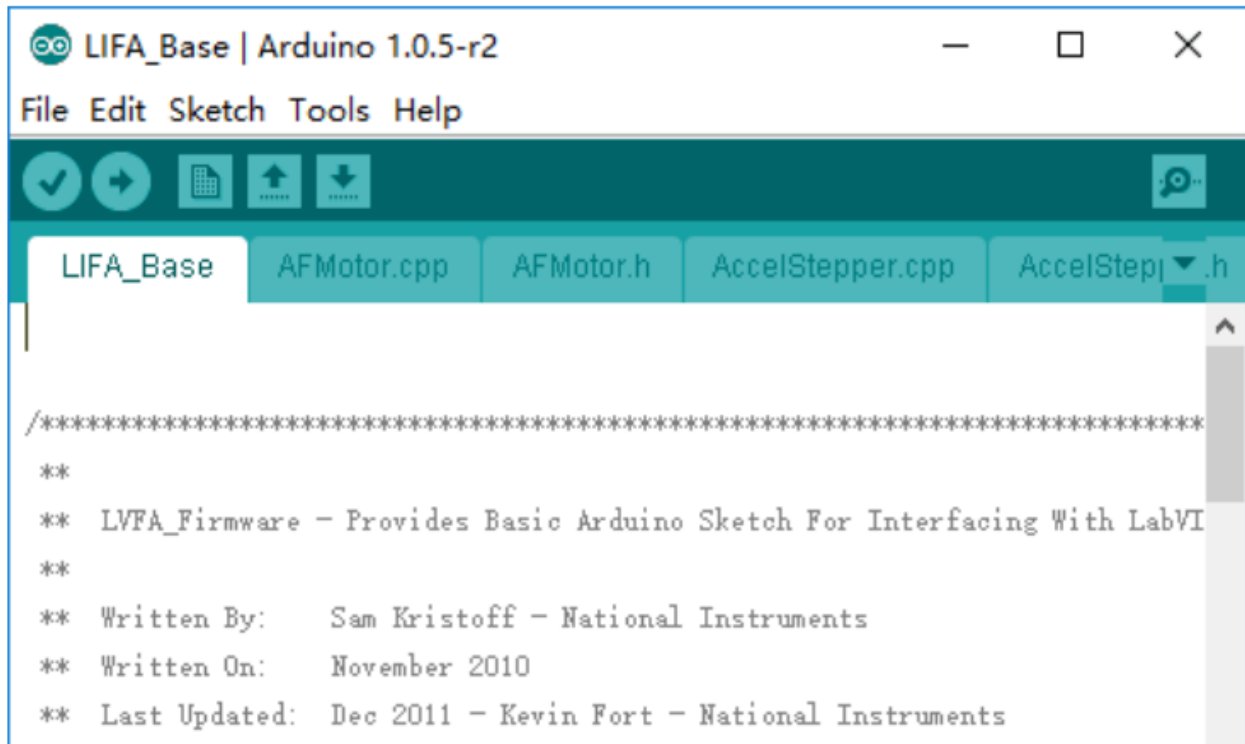 LIFA_Base | Arduino 1.0.5-r2
File Edit Sketch Tools Help
LIFA_Base AFMotor.cpp AFMotor.h AccelStepper.cpp AccelStep .h
/******************************************************************************
**
** LVFA_Firmware - Provides Basic Arduino Sketch For Interfacing With LabVI
**
** Written By: Sam Kristoff - National Instruments
** Written On: November 2010
** Last Updated: Dec 2011 - Kevin Fort - National Instruments